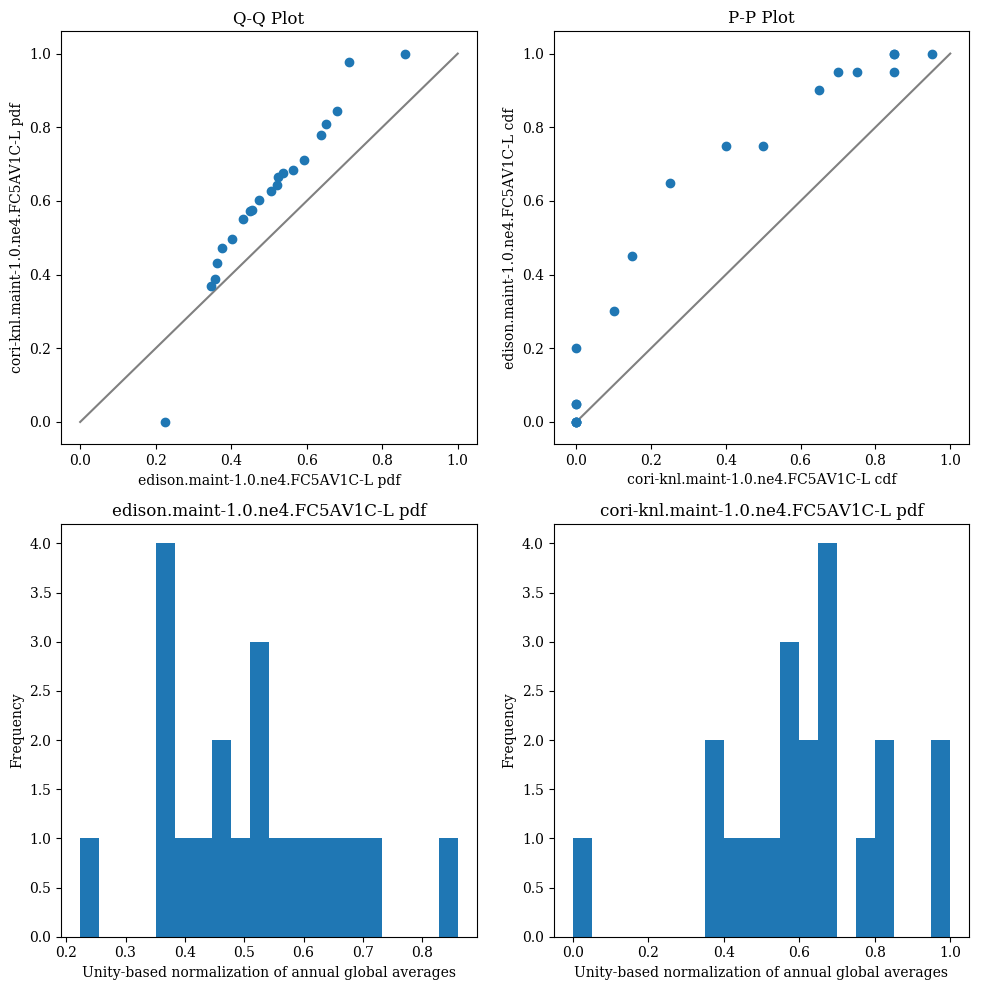 Q-Q Plot
1.0
0.8
0.6
0.4
0.2
0.0
cori-knl.maint-1.0.ne4.FC5AV1C-L pdf
0.0 0.2 0.4 0.6 0.8 1.0
edison.maint-1.0.ne4.FC5AV1C-L pdf
P-P Plot
1.0
0.8
0.6
0.4
0.2
0.0
edison.maint-1.0.ne4.FC5AV1C-L cdf
0.0 0.2 0.4 0.6 0.8 1.0
cori-knl.maint-1.0.ne4.FC5AV1C-L cdf
edison.maint-1.0.ne4.FC5AV1C-L pdf
4.0
3.5
3.0
2.5
2.0
1.5
1.0
0.5
0.0
Frequency
0.2 0.3 0.4 0.5 0.6 0.7 0.8
Unity-based normalization of annual global averages
cori-knl.maint-1.0.ne4.FC5AV1C-L pdf
4.0
3.5
3.0
2.5
2.0
1.5
1.0
0.5
0.0
Frequency
0.0 0.2 0.4 0.6 0.8 1.0
Unity-based normalization of annual global averages